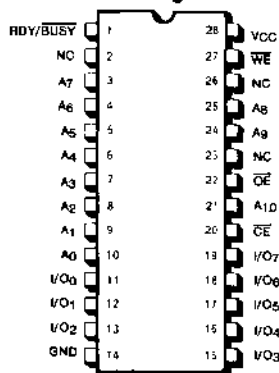 RDY/BUSY 1 28 VCC
NC 2 27 WE
A7 3 26 NC
A6 4 25 A8
A5 5 24 A9
A4 6 23 NC
A3 7 22 OE
A2 8 21 A10
A1 9 20 CE
A0 10 19 I/O7
I/O0 11 18 I/O6
I/O1 12 17 I/O5
I/O2 13 16 I/O4
GND 14 15 I/O3